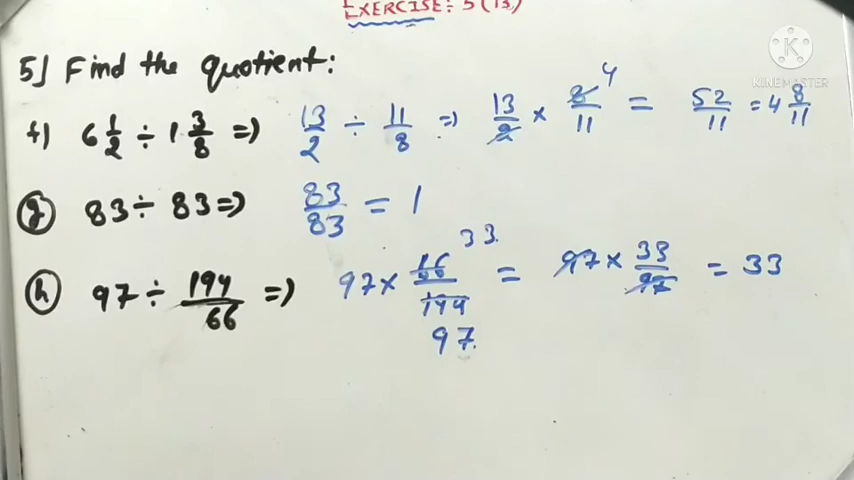 EXERCISE: 5 (13)
KINEMASTER
5] Find the quotient:
f) 6 1/2 ÷ 1 3/8 => 13/2 ÷ 11/8 => 13/2 × 8/11 4 = 52/11 = 4 8/11
(g) 83 ÷ 83 => 83/83 = 1
(h) 97 ÷ 194/66 => 97 × 66/194 33 97 = 97 × 33/97 = 33